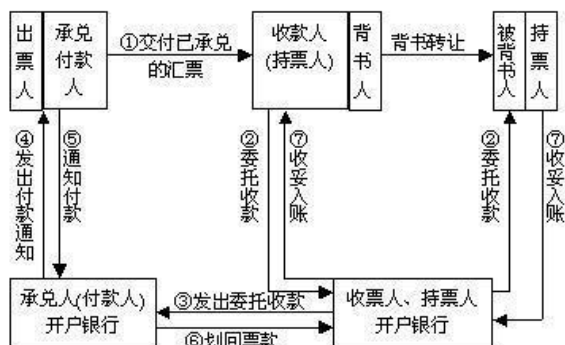 出票人
承兑付款人
①交付已承兑
的汇票
收款人
(持票人)
背书人
背书转让
被背书人
持票人
④发出付款通知
⑤通知付款
②委托收款
⑦收妥入账
②委托收款
⑦收妥入账
承兑人(付款人)
开户银行
③发出委托收款
⑥划回票款
收票人、持票人
开户银行